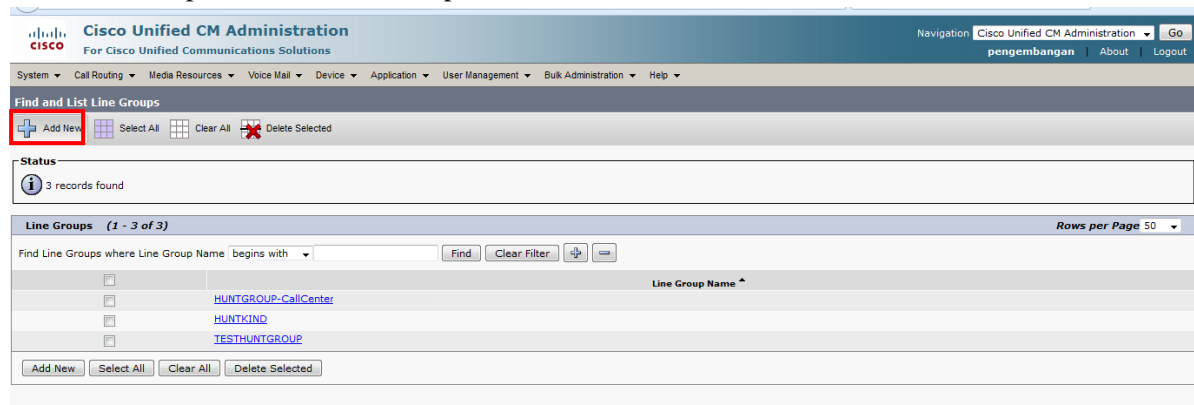 Cisco Unified CM Administration
CISCO
For Cisco Unified Communications Solutions
Navigation Cisco Unified CM Administration Go
pengembangan | About | Logout
System Call Routing Media Resources Voice Mail Device Application User Management Bulk Administration Help
Find and List Line Groups
Add New Select All Clear All Delete Selected
Status
i 3 records found
Line Groups (1 - 3 of 3) Rows per Page 50
Find Line Groups where Line Group Name begins with Find Clear Filter
Line Group Name
HUNTGROUP-CallCenter
HUNTKIND
TESTHUNTGROUP
Add New Select All Clear All Delete Selected